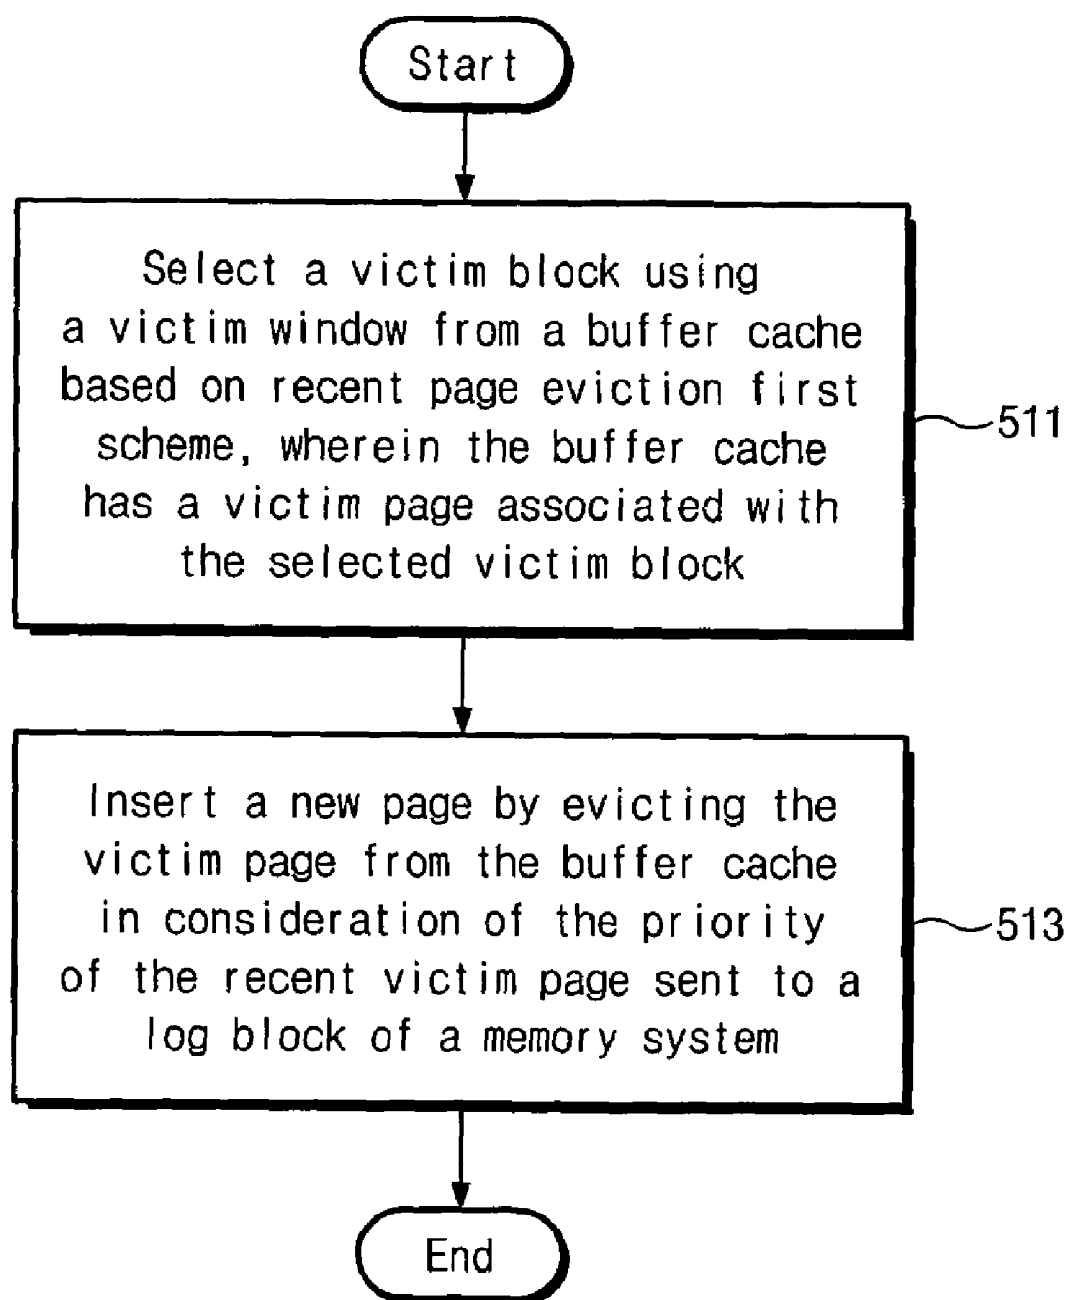 Start
Select a victim block using
a victim window from a buffer cache
based on recent page eviction first
scheme, wherein the buffer cache
has a victim page associated with
the selected victim block
511
Insert a new page by evicting the
victim page from the buffer cache
in consideration of the priority
of the recent victim page sent to a
log block of a memory system
513
End